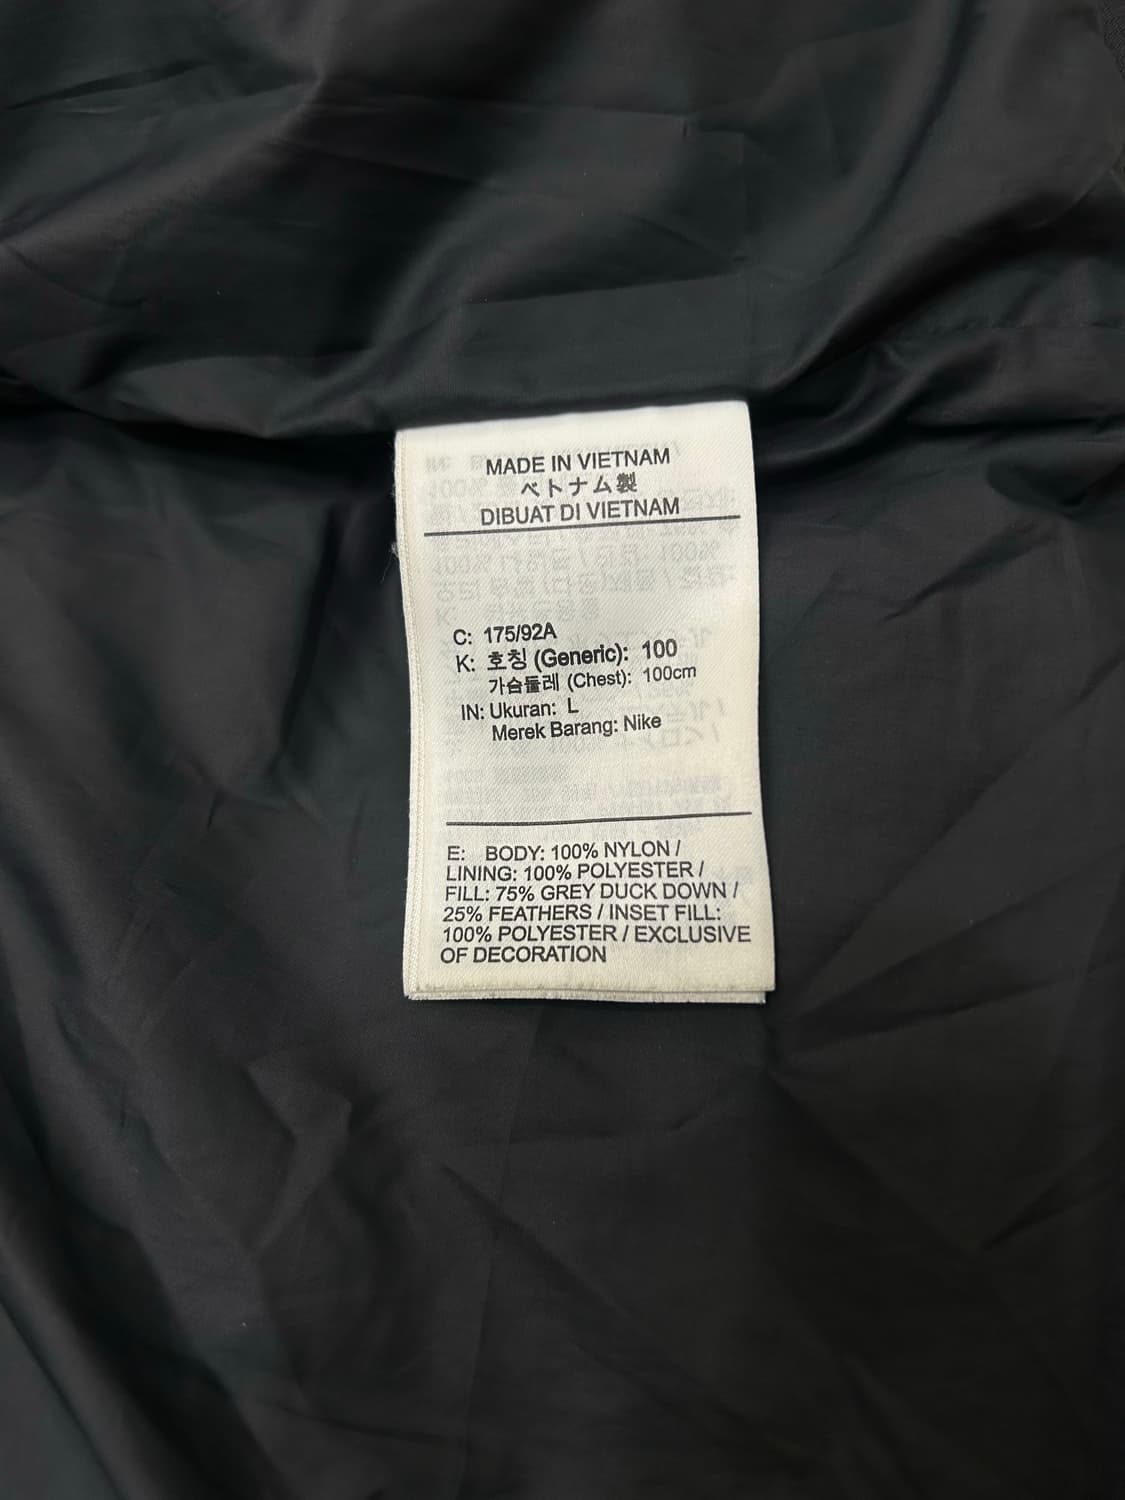 MADE IN VIETNAM
ベトナム製
DIBUAT DI VIETNAM
C: 175/92A
K: 호칭 (Generic): 100
가슴둘레 (Chest): 100cm
IN: Ukuran: L
Merek Barang: Nike
E: BODY: 100% NYLON /
LINING: 100% POLYESTER /
FILL: 75% GREY DUCK DOWN /
25% FEATHERS / INSET FILL:
100% POLYESTER / EXCLUSIVE
OF DECORATION